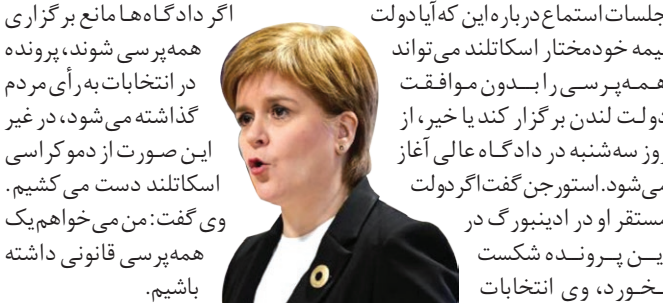 جلسات استماع درباره این که آیا دولت
نیمه خودمختار اسکاتلند می‌تواند
همه‌پرسی را بدون موافقت
دولت لندن برگزار کند یا خیر، از
روز سه‌شنبه در دادگاه عالی آغاز
می‌شود. استورجن گفت اگر دولت
مستقر او در ادینبورگ در
این پرونده شکست
بخورد، وی انتخابات
اگر دادگاه‌ها مانع برگزاری
همه‌پرسی شوند، پرونده
در انتخابات به رأی مردم
گذاشته می‌شود، در غیر
این صورت از دموکراسی
اسکاتلند دست می‌کشیم.
وی گفت: من می‌خواهم یک
همه‌پرسی قانونی داشته
باشیم.